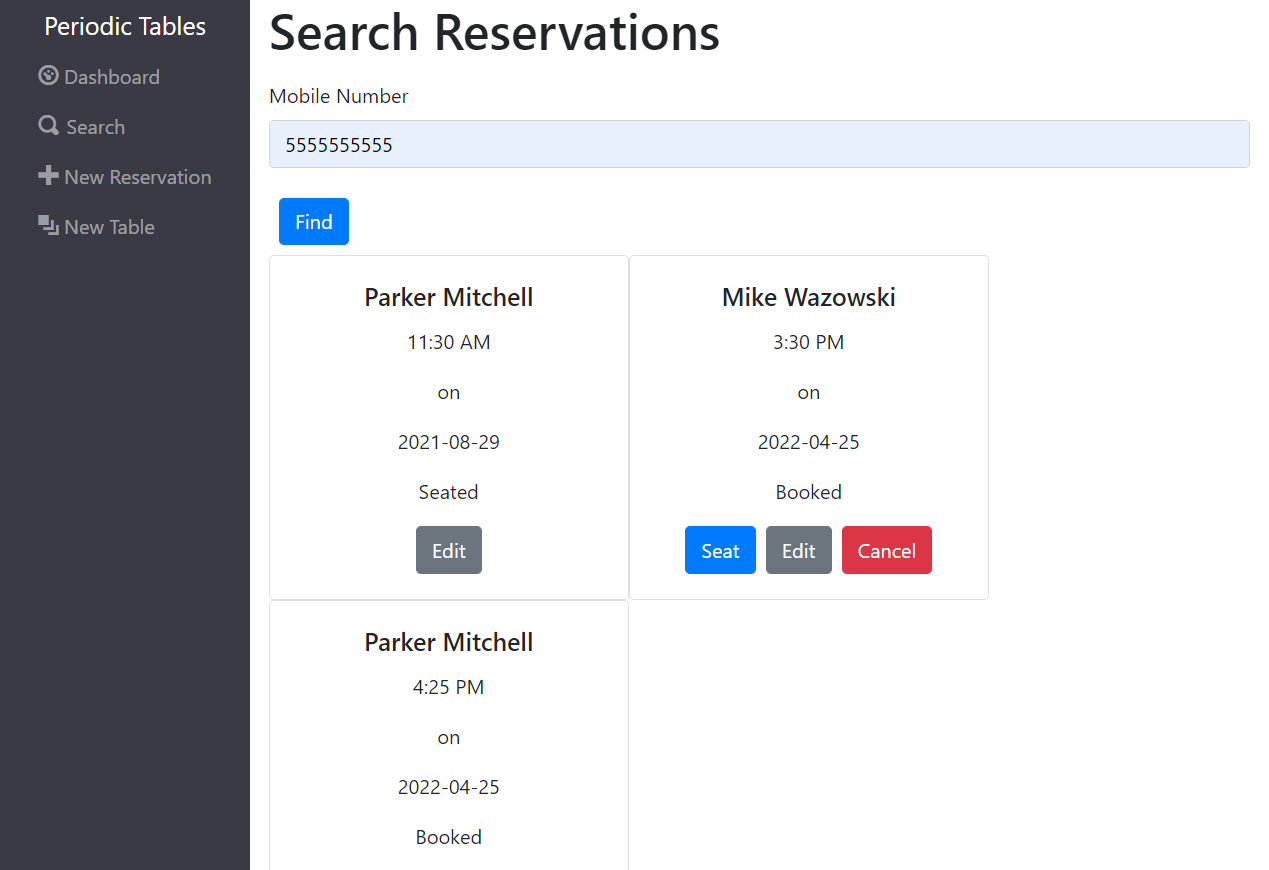 Periodic Tables
Dashboard
Search
New Reservation
New Table
Search Reservations
Mobile Number
5555555555
Find
Parker Mitchell
11:30 AM
on
2021-08-29
Seated
Edit
Mike Wazowski
3:30 PM
on
2022-04-25
Booked
Seat Edit Cancel
Parker Mitchell
4:25 PM
on
2022-04-25
Booked